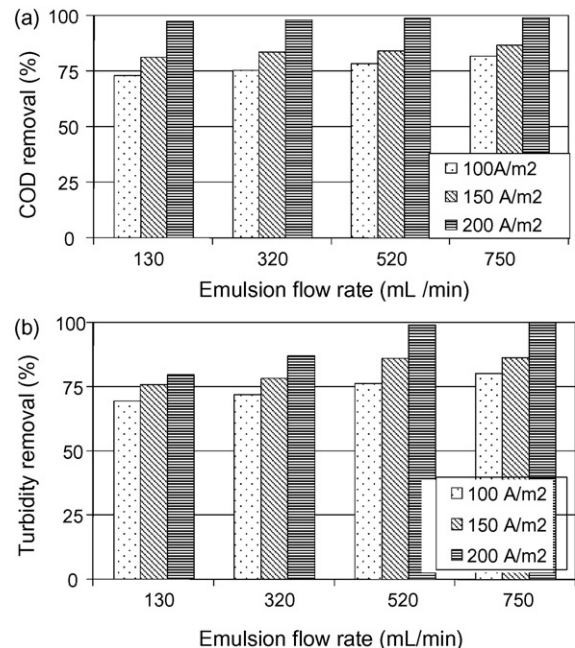 (a)
100
75
50
25
0
COD removal (%)
100A/m2
150 A/m2
200 A/m2
130 320 520 750
Emulsion flow rate (mL /min)
(b)
100
75
50
25
0
Turbidity removal (%)
100 A/m2
150 A/m2
200 A/m2
130 320 520 750
Emulsion flow rate (mL/min)